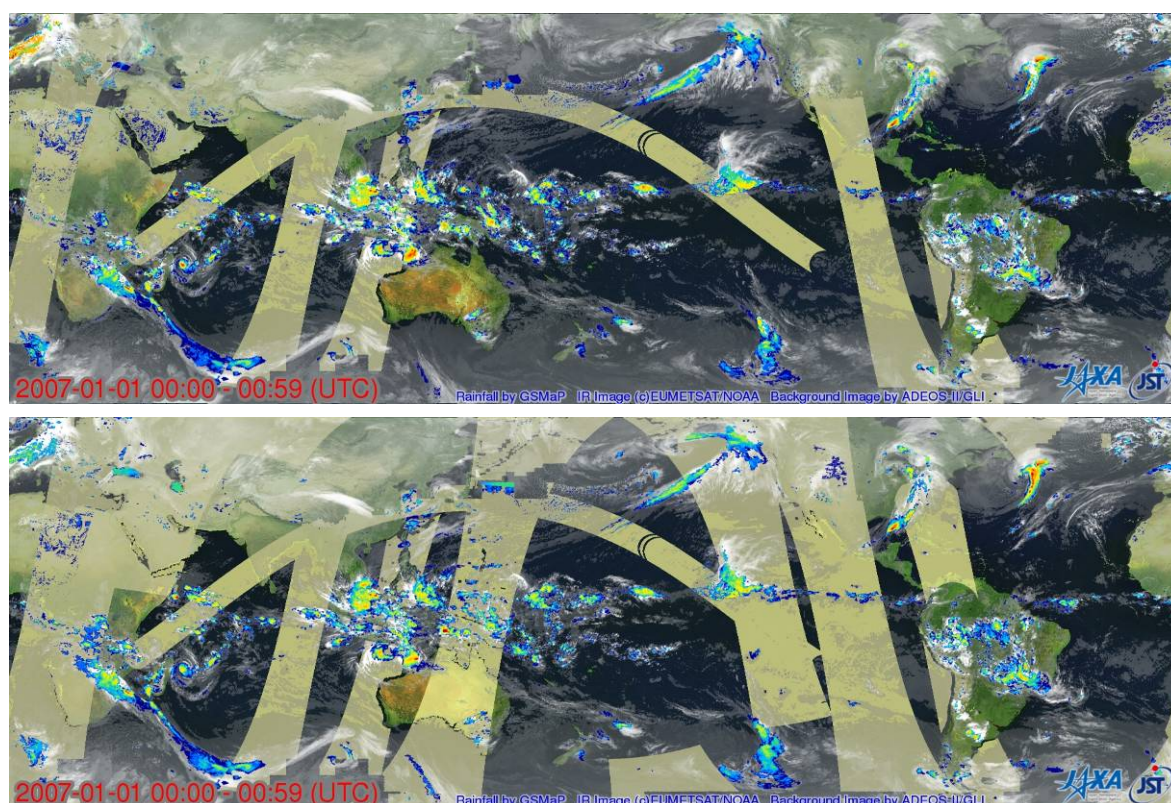 2007-01-01 00:00 - 00:59 (UTC)
Rainfall by GSMaP IR Image (c)EUMETSAT/NOAA Background Image by ADEOS-II/GLI
JAXA
JST
2007-01-01 00:00 - 00:59 (UTC)
Rainfall by GSMaP IR Image (c)EUMETSAT/NOAA Background Image by ADEOS-II/GLI
JAXA
JST